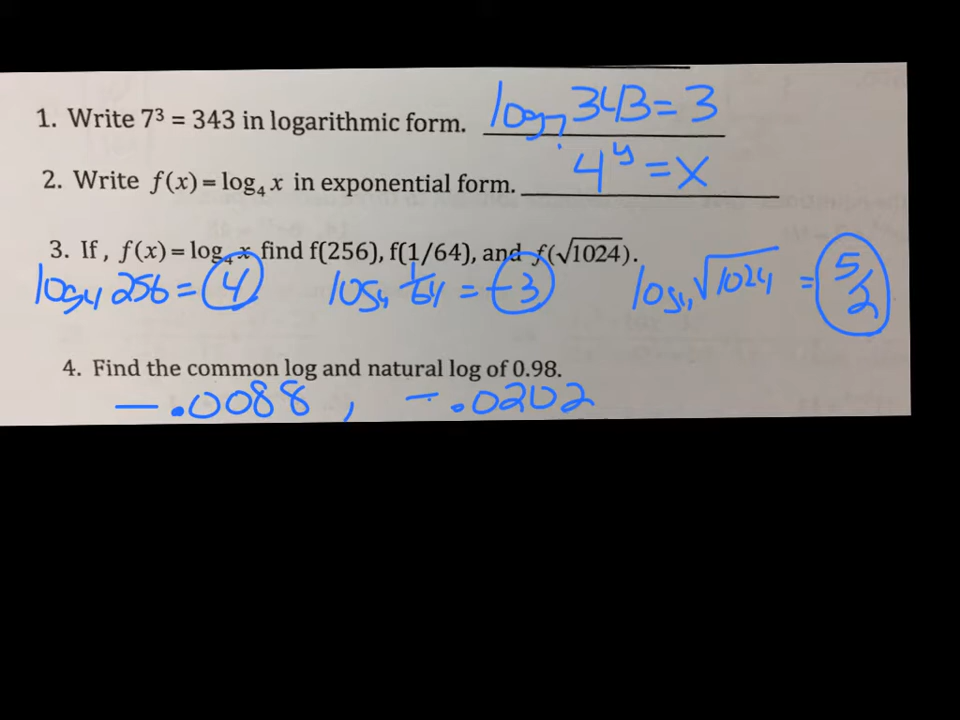 1. Write 7³ = 343 in logarithmic form. log₇ 343 = 3
2. Write f(x) = log₄ x in exponential form. 4ʸ = x
3. If, f(x) = log₄ x find f(256), f(1/64), and f(√1024).
log₄ 256 = 4 log₄ 1/64 = -3 log₄ √1024 = 5/2
4. Find the common log and natural log of 0.98.
-.0088, -.0202